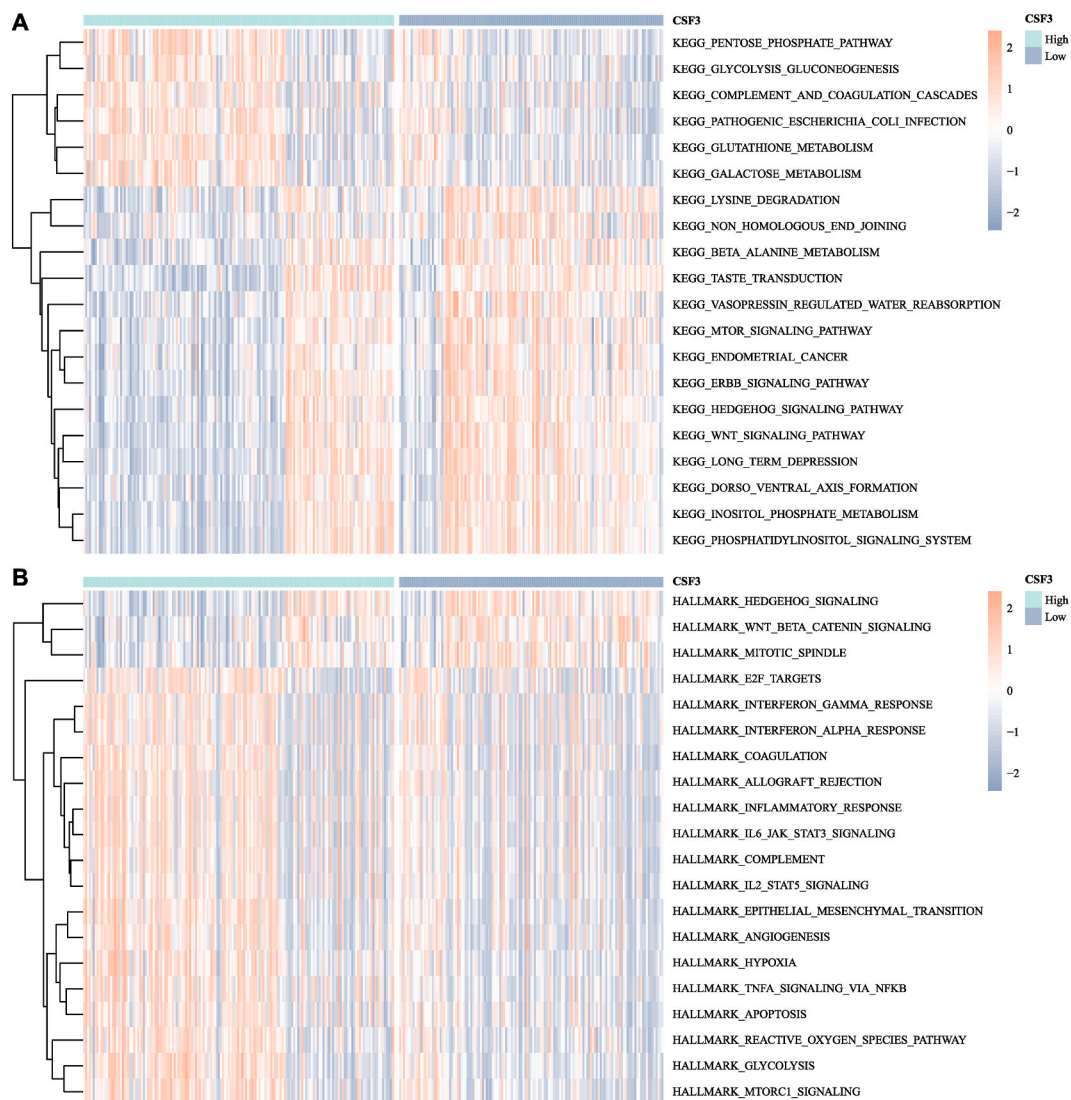 A
CSF3
KEGG_PENTOSE_PHOSPHATE_PATHWAY
KEGG_GLYCOLYSIS_GLUCONEOGENESIS
KEGG_COMPLEMENT_AND_COAGULATION_CASCADES
KEGG_PATHOGENIC_ESCHERICHIA_COLI_INFECTION
KEGG_GLUTATHIONE_METABOLISM
KEGG_GALACTOSE_METABOLISM
KEGG_LYSINE_DEGRADATION
KEGG_NON_HOMOLOGOUS_END_JOINING
KEGG_BETA_ALANINE_METABOLISM
KEGG_TASTE_TRANSDUCTION
KEGG_VASOPRESSIN_REGULATED_WATER_REABSORPTION
KEGG_MTOR_SIGNALING_PATHWAY
KEGG_ENDOMETRIAL_CANCER
KEGG_ERBB_SIGNALING_PATHWAY
KEGG_HEDGEHOG_SIGNALING_PATHWAY
KEGG_WNT_SIGNALING_PATHWAY
KEGG_LONG_TERM_DEPRESSION
KEGG_DORSO_VENTRAL_AXIS_FORMATION
KEGG_INOSITOL_PHOSPHATE_METABOLISM
KEGG_PHOSPHATIDYLINOSITOL_SIGNALING_SYSTEM
2
1
0
−1
−2
CSF3
High
Low
B
CSF3
HALLMARK_HEDGEHOG_SIGNALING
HALLMARK_WNT_BETA_CATENIN_SIGNALING
HALLMARK_MITOTIC_SPINDLE
HALLMARK_E2F_TARGETS
HALLMARK_INTERFERON_GAMMA_RESPONSE
HALLMARK_INTERFERON_ALPHA_RESPONSE
HALLMARK_COAGULATION
HALLMARK_ALLOGRAFT_REJECTION
HALLMARK_INFLAMMATORY_RESPONSE
HALLMARK_IL6_JAK_STAT3_SIGNALING
HALLMARK_COMPLEMENT
HALLMARK_IL2_STAT5_SIGNALING
HALLMARK_EPITHELIAL_MESENCHYMAL_TRANSITION
HALLMARK_ANGIOGENESIS
HALLMARK_HYPOXIA
HALLMARK_TNFA_SIGNALING_VIA_NFKB
HALLMARK_APOPTOSIS
HALLMARK_REACTIVE_OXYGEN_SPECIES_PATHWAY
HALLMARK_GLYCOLYSIS
HALLMARK_MTORC1_SIGNALING
2
1
0
−1
−2
CSF3
High
Low